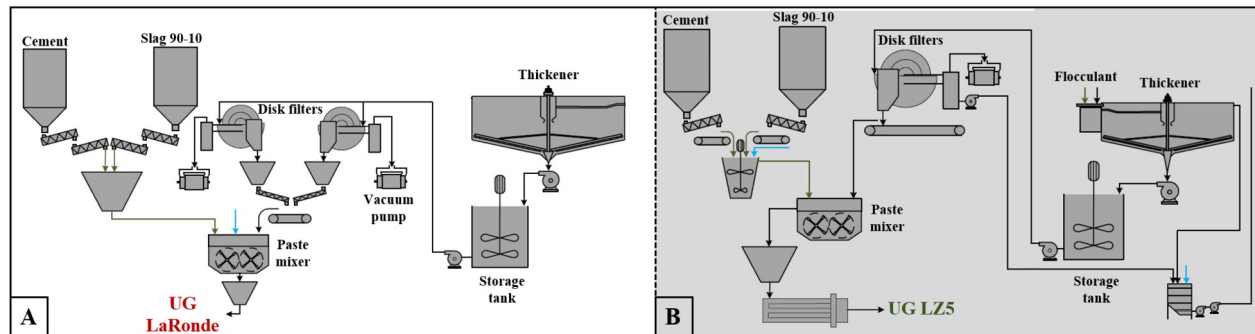 Cement
Slag 90-10
Disk filters
Thickener
Vacuum
pump
Paste
mixer
Storage
tank
UG
LaRonde
A
Cement
Slag 90-10
Disk filters
Flocculant
Thickener
Paste
mixer
Storage
tank
UG LZ5
B